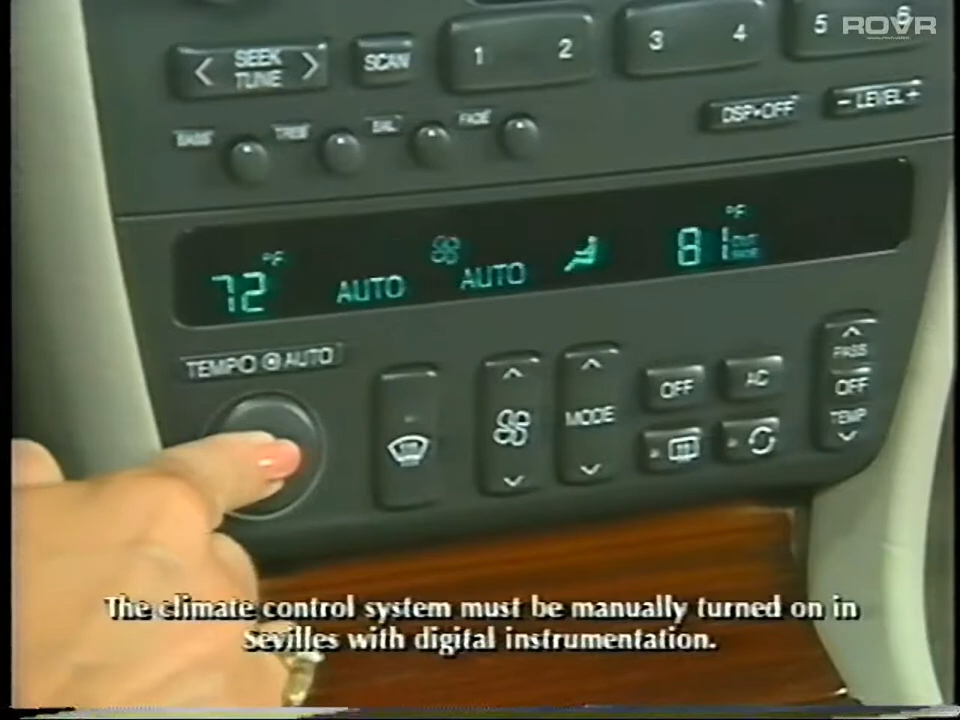 ROVR
SEEK
TUNE
SCAN
1 2
3 4
5 6
BASS TREB BAL FADE
DSP•OFF
− LEVEL +
72 °F
AUTO
AUTO
81 °F
OUTSIDE
TEMP AUTO
OFF
AC
MODE
PASS
OFF
TEMP
The climate control system must be manually turned on in
Sevilles with digital instrumentation.